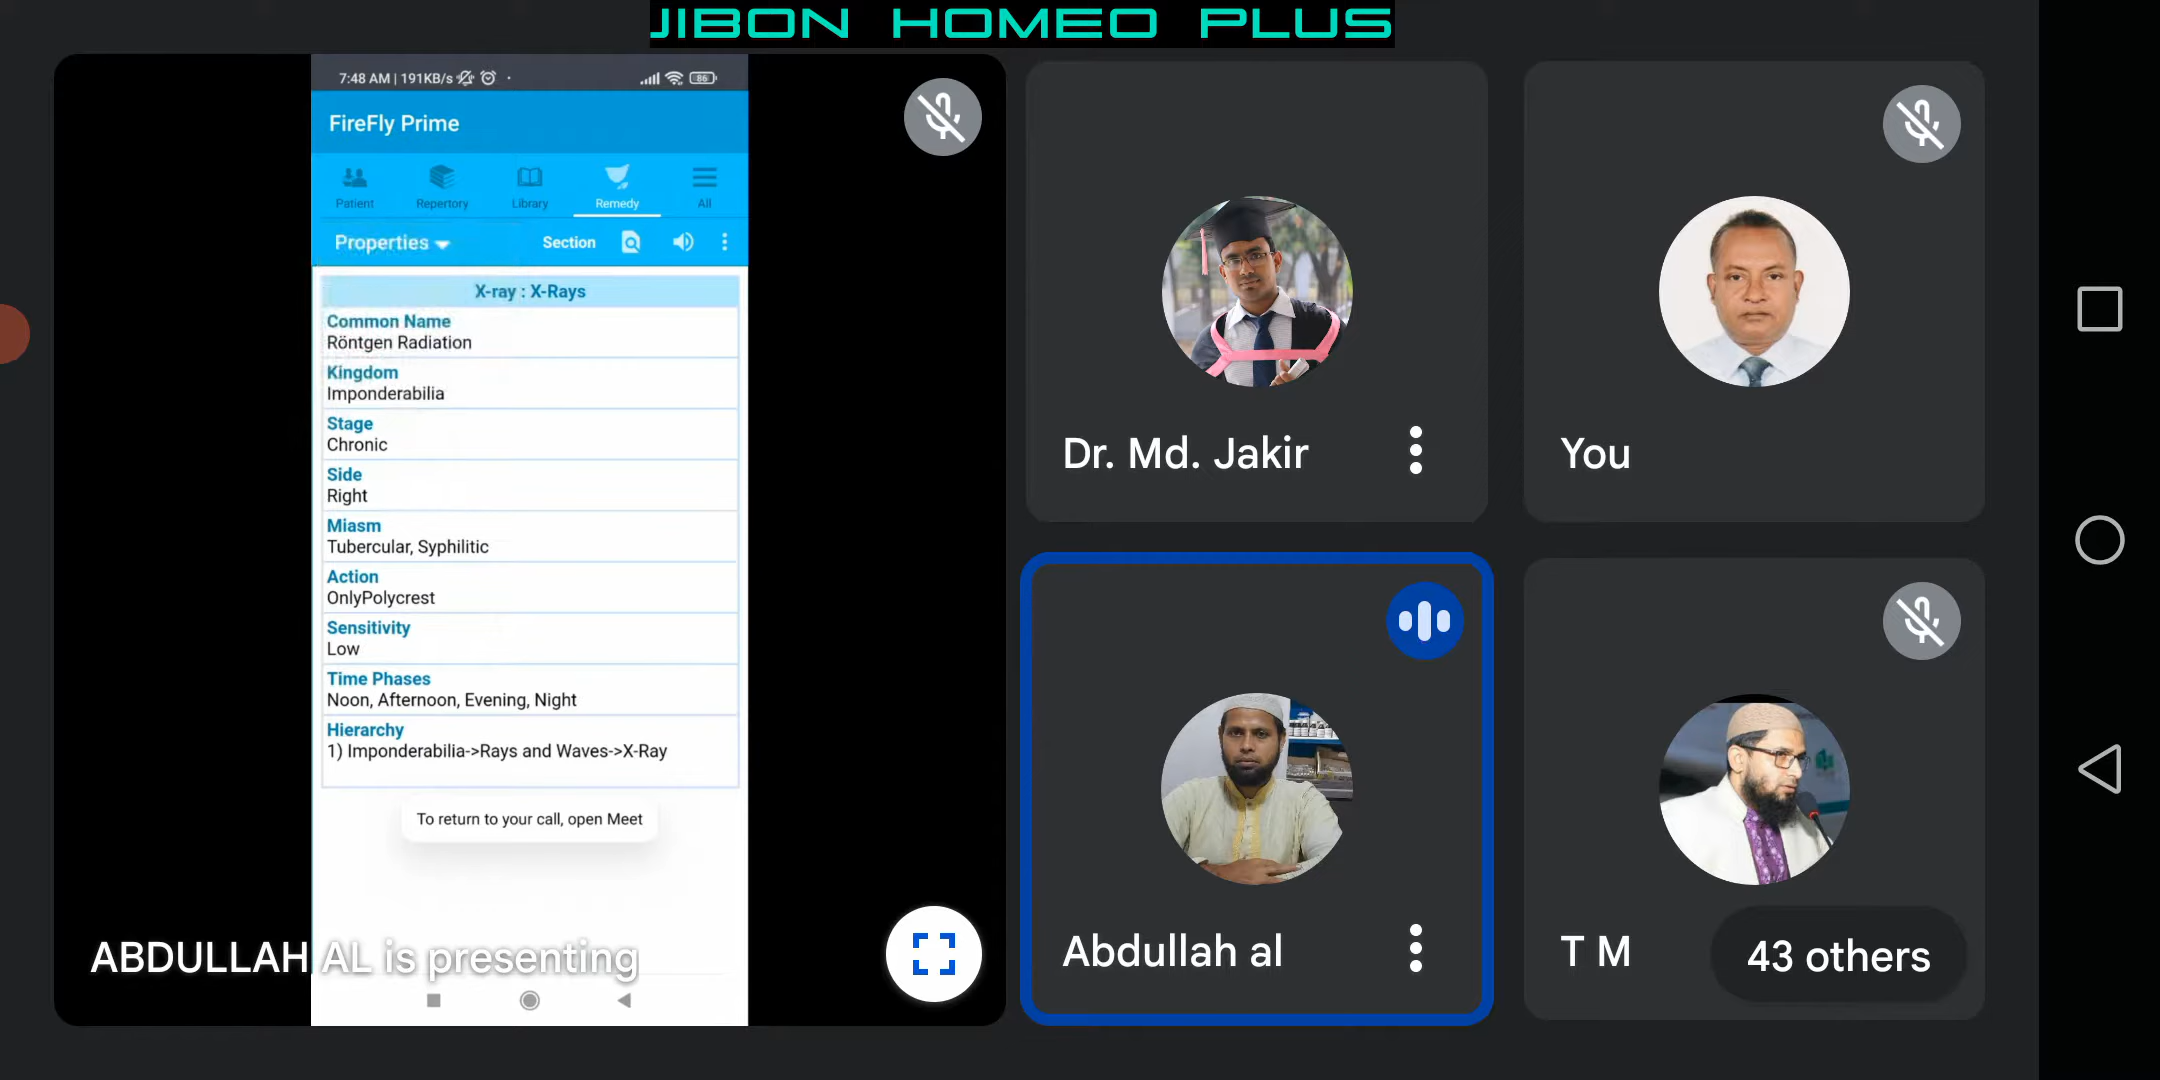 JIBON HOMEO PLUS
7:48 AM | 191KB/s
86
FireFly Prime
Patient
Repertory
Library
Remedy
All
Properties
Section
X-ray : X-Rays
Common Name
Röntgen Radiation
Kingdom
Imponderabilia
Stage
Chronic
Side
Right
Miasm
Tubercular, Syphilitic
Action
OnlyPolycrest
Sensitivity
Low
Time Phases
Noon, Afternoon, Evening, Night
Hierarchy
1) Imponderabilia->Rays and Waves->X-Ray
To return to your call, open Meet
ABDULLAH AL is presenting
Dr. Md. Jakir
You
Abdullah al
T M
43 others